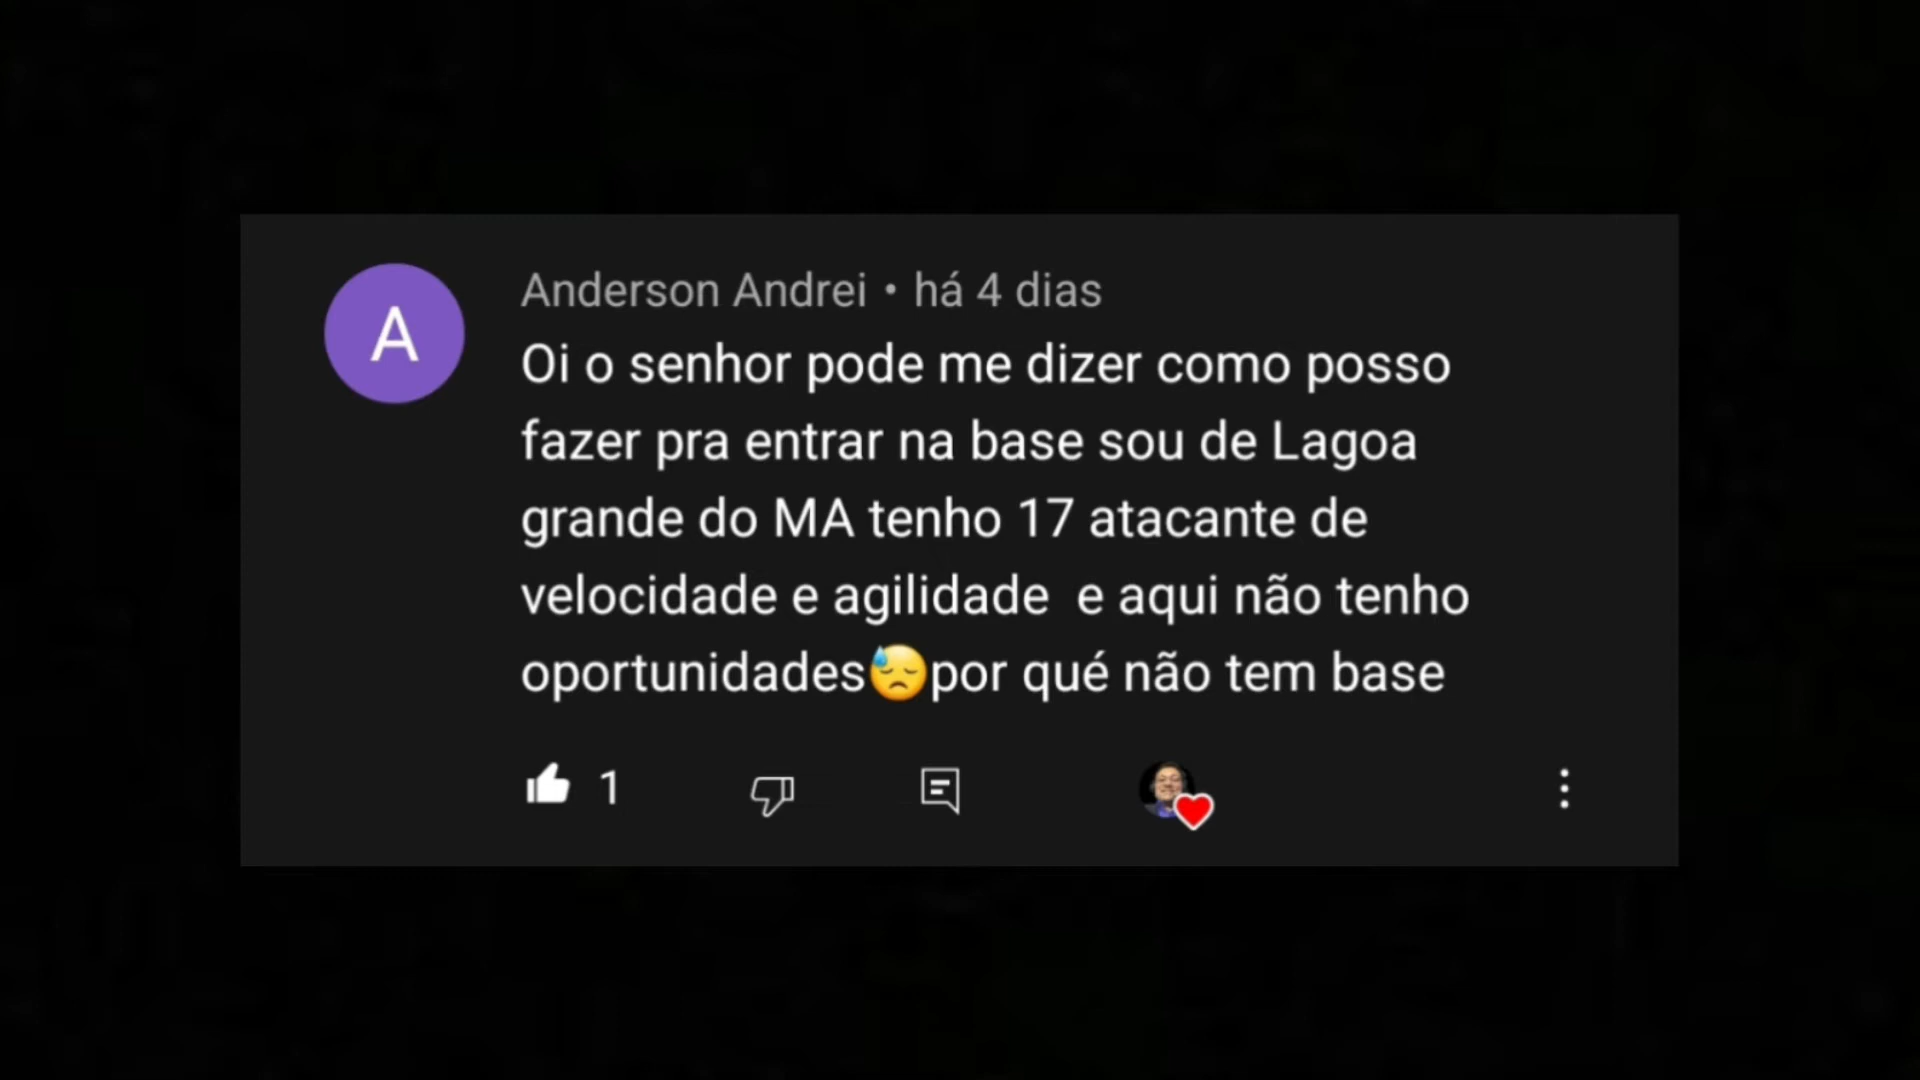 A
Anderson Andrei • há 4 dias
Oi o senhor pode me dizer como posso
fazer pra entrar na base sou de Lagoa
grande do MA tenho 17 atacante de
velocidade e agilidade  e aqui não tenho
oportunidades😓por qué não tem base
1